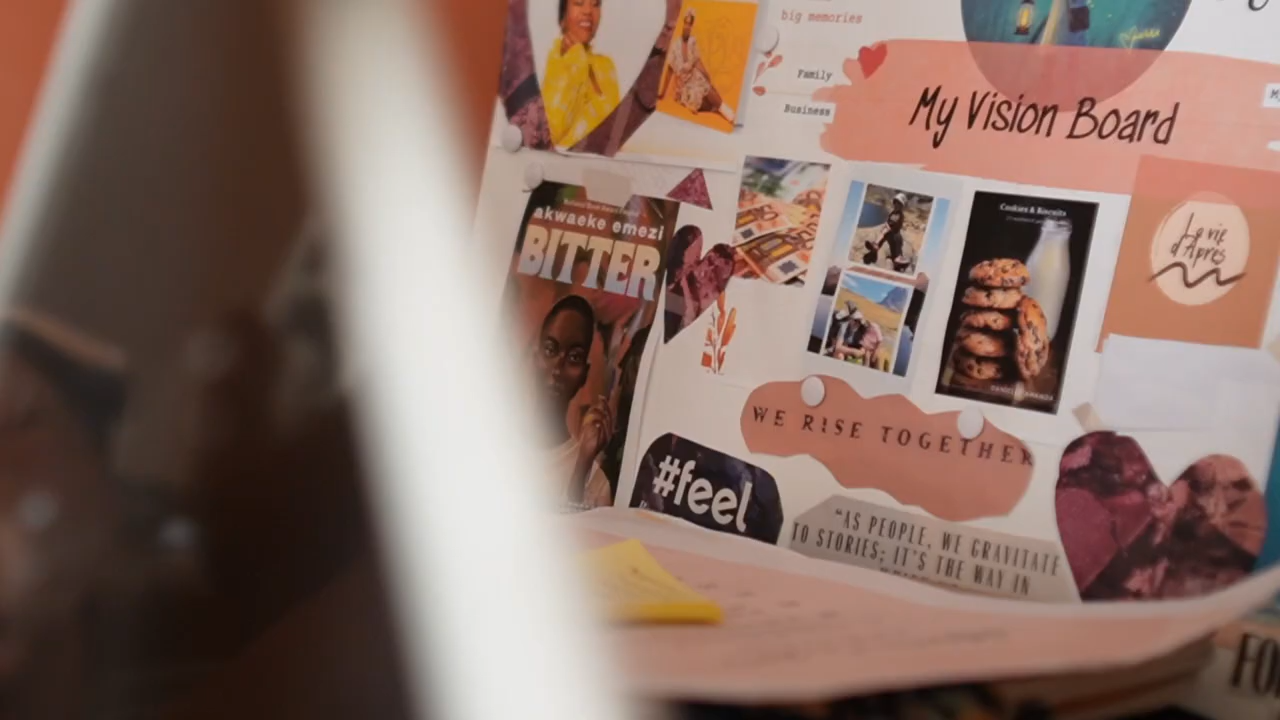 big memories
Family
Business
My Vision Board
akwaeke emezi
BITTER
Cookies & Biscuits
La vie
d'Après
WE RISE TOGETHER
#feel
"AS PEOPLE, WE GRAVITATE
TO STORIES; IT'S THE WAY IN